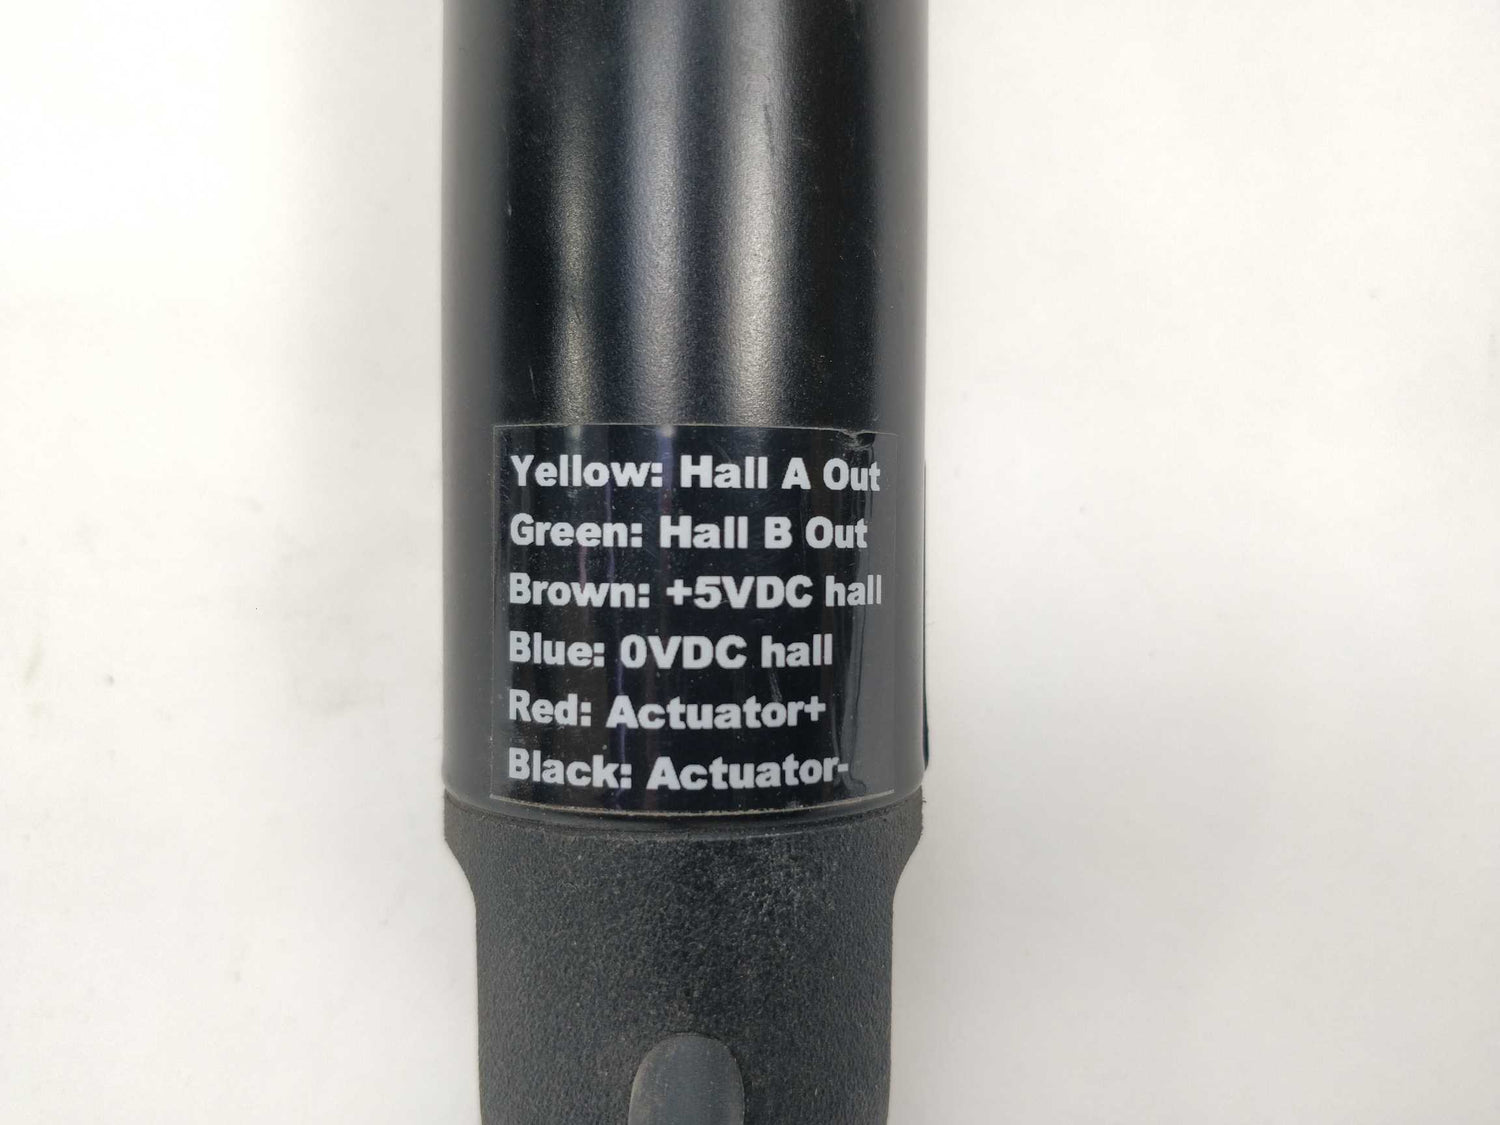 Yellow: Hall A Out
Green: Hall B Out
Brown: +5VDC hall
Blue: 0VDC hall
Red: Actuator+
Black: Actuator-